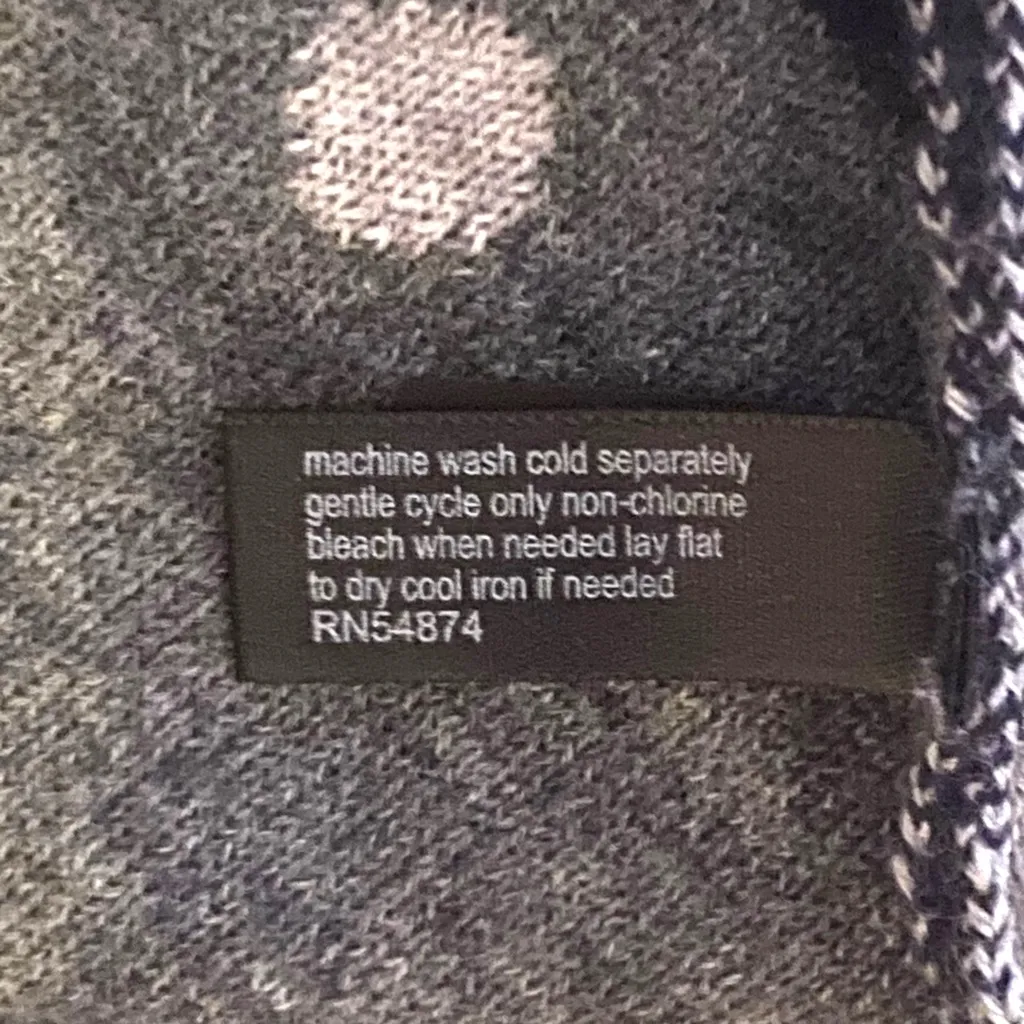 machine wash cold separately
gentle cycle only non-chlorine
bleach when needed lay flat
to dry cool iron if needed
RN54874